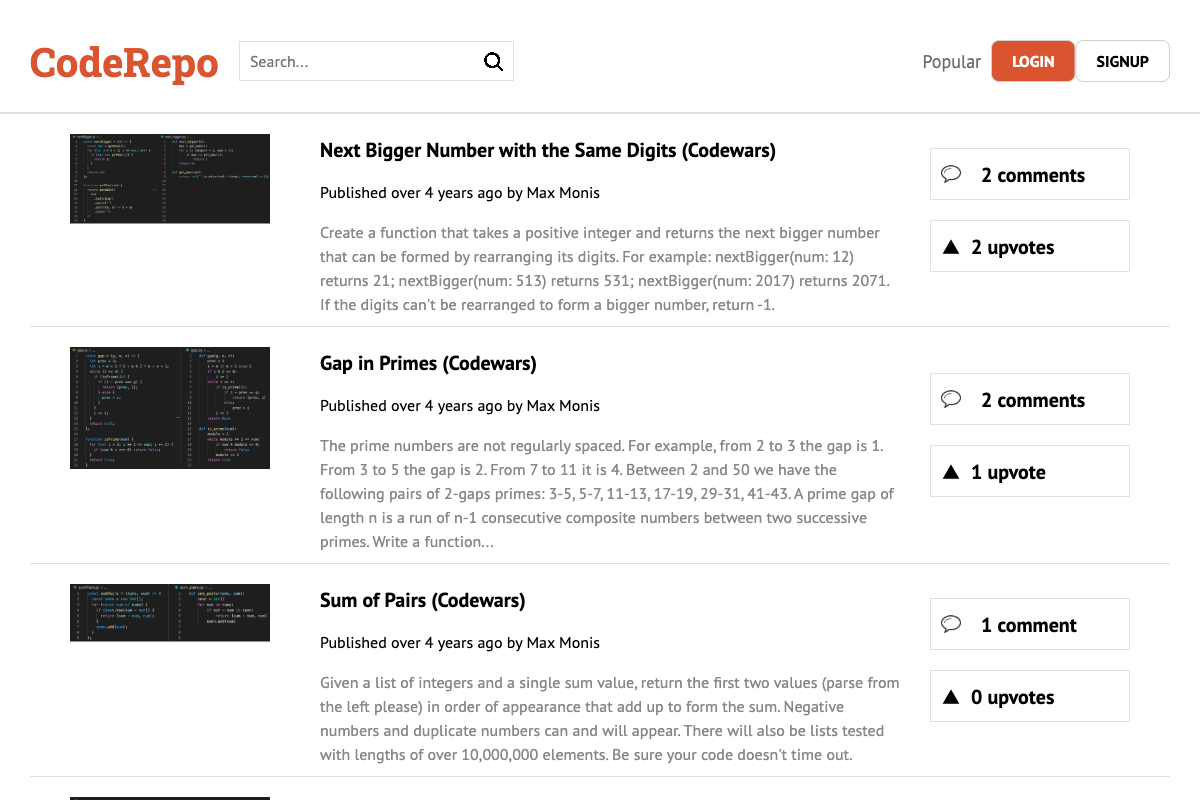 CodeRepo
Search...
Popular
LOGIN
SIGNUP
Next Bigger Number with the Same Digits (Codewars)
Published over 4 years ago by Max Monis
Create a function that takes a positive integer and returns the next bigger number
that can be formed by rearranging its digits. For example: nextBigger(num: 12)
returns 21; nextBigger(num: 513) returns 531; nextBigger(num: 2017) returns 2071.
If the digits can't be rearranged to form a bigger number, return -1.
2 comments
2 upvotes
Gap in Primes (Codewars)
Published over 4 years ago by Max Monis
The prime numbers are not regularly spaced. For example, from 2 to 3 the gap is 1.
From 3 to 5 the gap is 2. From 7 to 11 it is 4. Between 2 and 50 we have the
following pairs of 2-gaps primes: 3-5, 5-7, 11-13, 17-19, 29-31, 41-43. A prime gap of
length n is a run of n-1 consecutive composite numbers between two successive
primes. Write a function...
2 comments
1 upvote
Sum of Pairs (Codewars)
Published over 4 years ago by Max Monis
Given a list of integers and a single sum value, return the first two values (parse from
the left please) in order of appearance that add up to form the sum. Negative
numbers and duplicate numbers can and will appear. There will also be lists tested
with lengths of over 10,000,000 elements. Be sure your code doesn't time out.
1 comment
0 upvotes